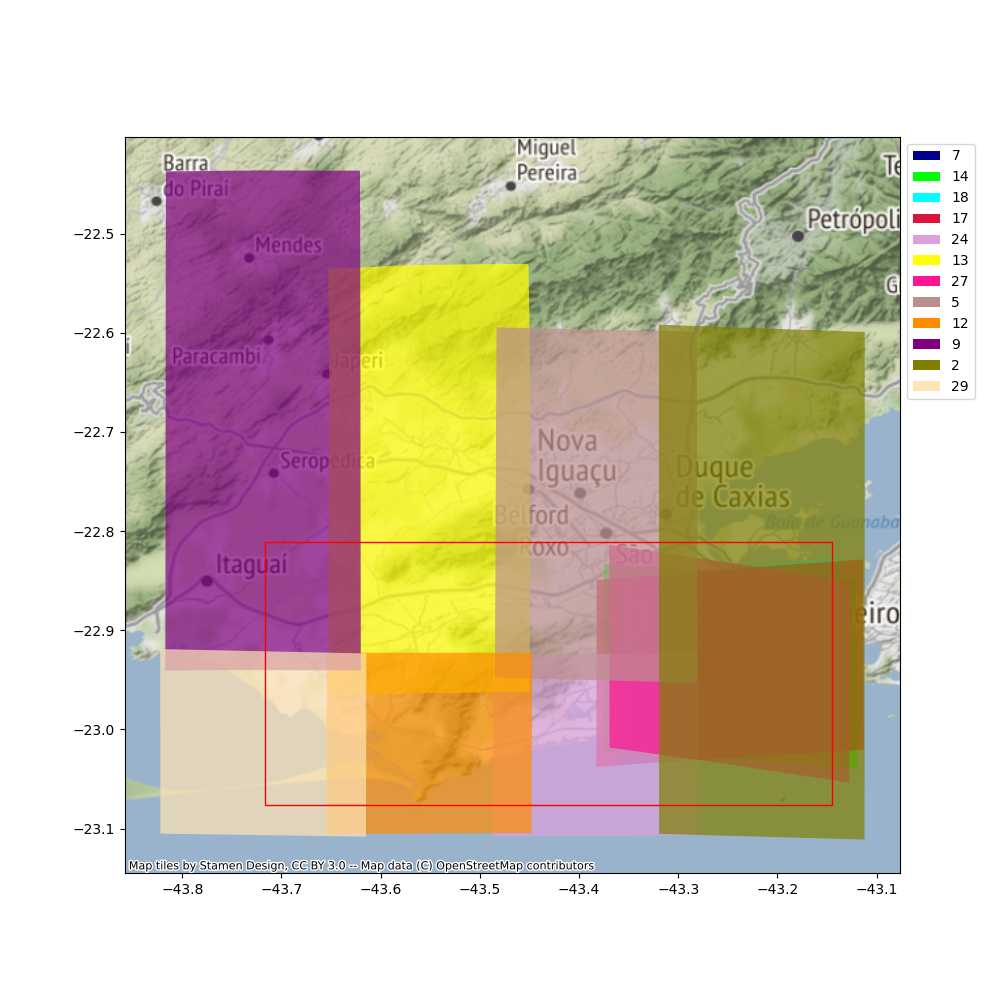 Miguel
Pereira
Barra
do Piraí
Te
Petrópoli
Mendes
G
Paracambi
Japeri
i
Seropédica
Nova
Iguaçu
Duque
de Caxias
Belford
Roxo
Baía de Guanaba
São
Itaguaí
eiro
−22.5
−22.6
−22.7
−22.8
−22.9
−23.0
−23.1
−43.8
−43.7
−43.6
−43.5
−43.4
−43.3
−43.2
−43.1
Map tiles by Stamen Design, CC BY 3.0 -- Map data (C) OpenStreetMap contributors
7
14
18
17
24
13
27
5
12
9
2
29